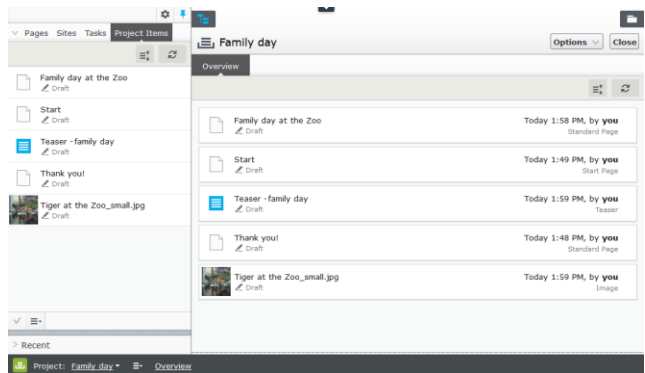 Pages Sites Tasks Project Items
Family day at the Zoo
Draft
Start
Draft
Teaser -family day
Draft
Thank you!
Draft
Tiger at the Zoo_small.jpg
Draft
> Recent
Family day
Options
Close
Overview
Family day at the Zoo
Draft
Today 1:58 PM, by you
Standard Page
Start
Draft
Today 1:49 PM, by you
Start Page
Teaser -family day
Draft
Today 1:59 PM, by you
Teaser
Thank you!
Draft
Today 1:48 PM, by you
Standard Page
Tiger at the Zoo_small.jpg
Draft
Today 1:59 PM, by you
Image
Project: Family day Overview